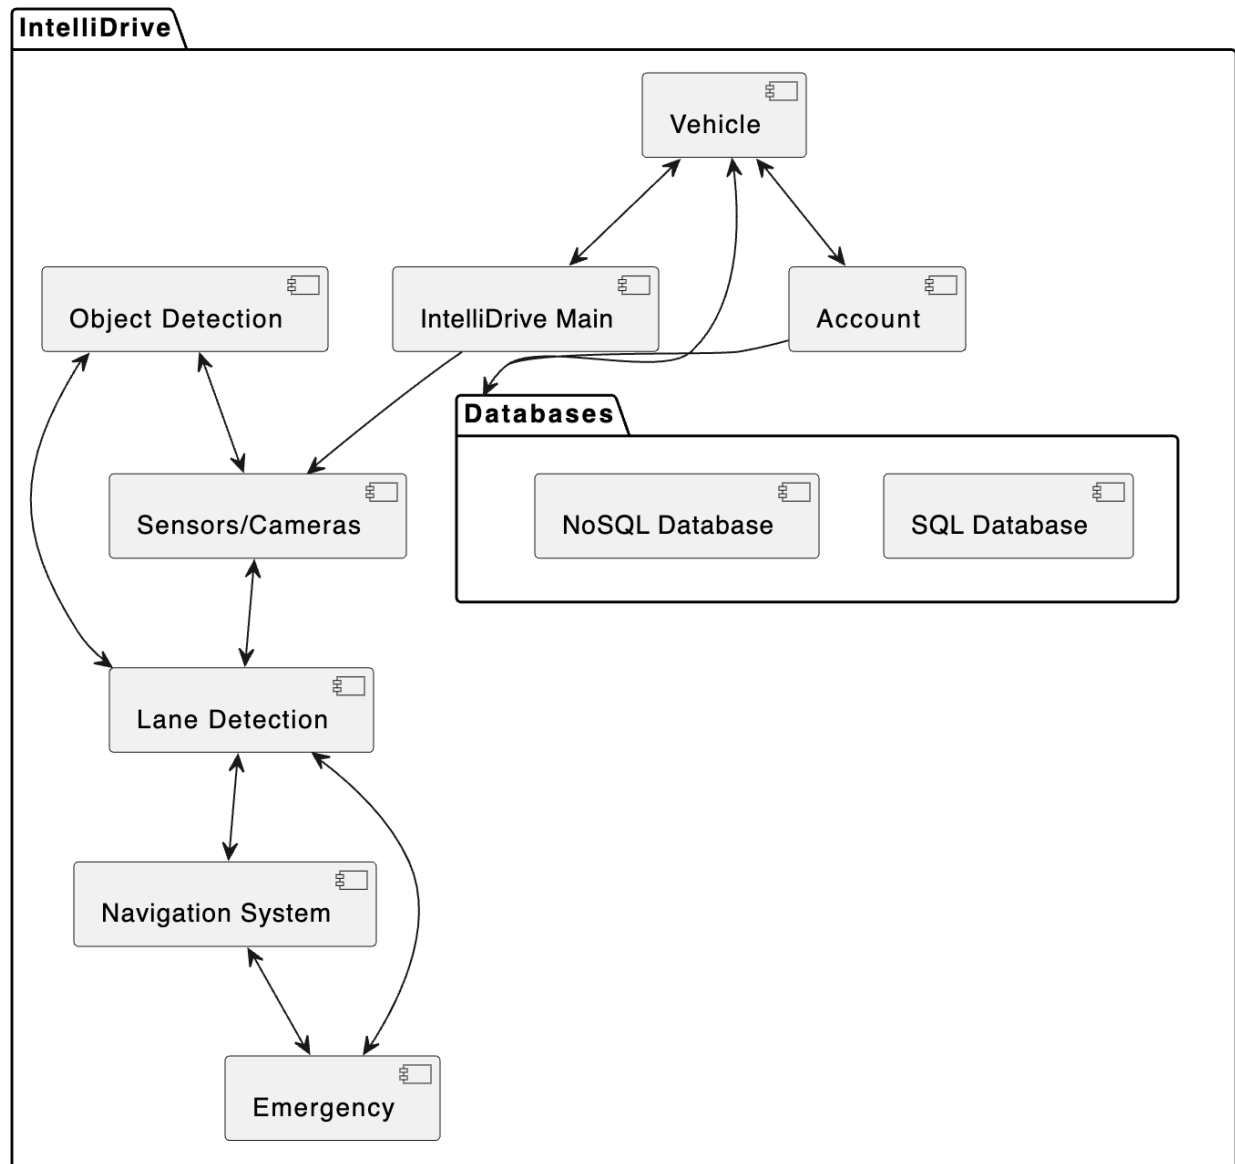 IntelliDrive
Vehicle
Object Detection
IntelliDrive Main
Account
Databases
Sensors/Cameras
NoSQL Database
SQL Database
Lane Detection
Navigation System
Emergency